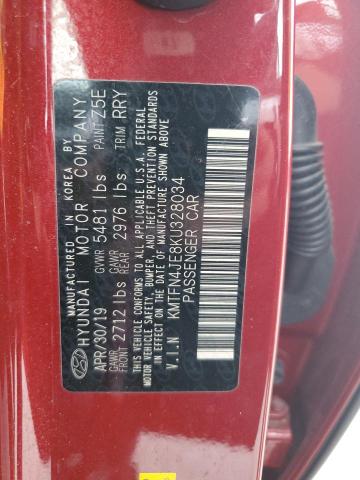 MANUFACTURED IN KOREA BY
HYUNDAI MOTOR COMPANY
APR/30/19 GVWR 5481 lbs PAINT Z5E
GAWR FRONT 2712 lbs GAWR REAR 2976 lbs TRIM RRY
THIS VEHICLE CONFORMS TO ALL APPLICABLE U.S.A. FEDERAL
MOTOR VEHICLE SAFETY, BUMPER, AND THEFT PREVENTION STANDARDS
IN EFFECT ON THE DATE OF MANUFACTURE SHOWN ABOVE
V.I.N KMTFN4JE8KU328034
PASSENGER CAR